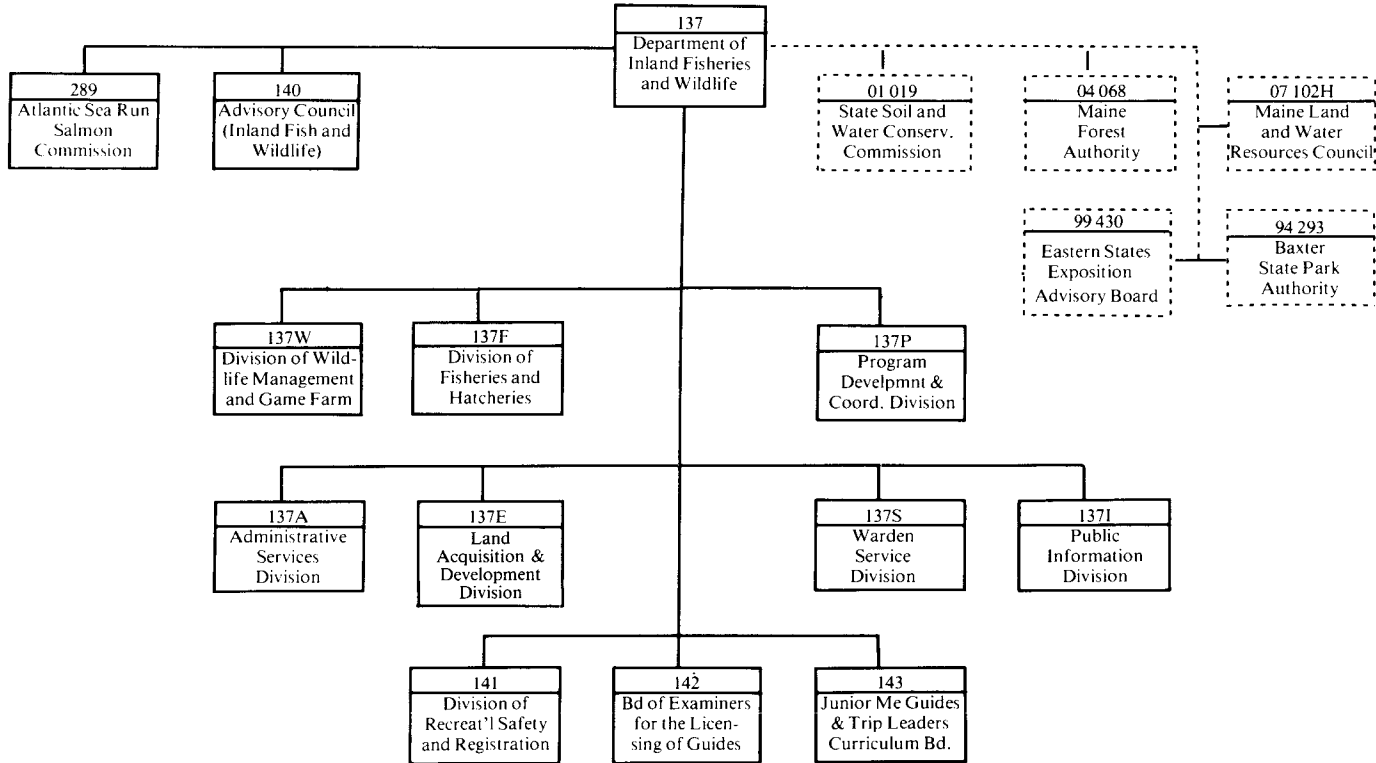 137
Department of
Inland Fisheries
and Wildlife
289
Atlantic Sea Run
Salmon
Commission
140
Advisory Council
(Inland Fish and
Wildlife)
01 019
State Soil and
Water Conserv.
Commission
04 068
Maine
Forest
Authority
07 102H
Maine Land
and Water
Resources Council
99 430
Eastern States
Exposition
Advisory Board
94 293
Baxter
State Park
Authority
137W
Division of Wild-
life Management
and Game Farm
137F
Division of
Fisheries and
Hatcheries
137P
Program
Develpmnt &
Coord. Division
137A
Administrative
Services
Division
137E
Land
Acquisition &
Development
Division
137S
Warden
Service
Division
137I
Public
Information
Division
141
Division of
Recreat'l Safety
and Registration
142
Bd of Examiners
for the Licen-
sing of Guides
143
Junior Me Guides
& Trip Leaders
Curriculum Bd.